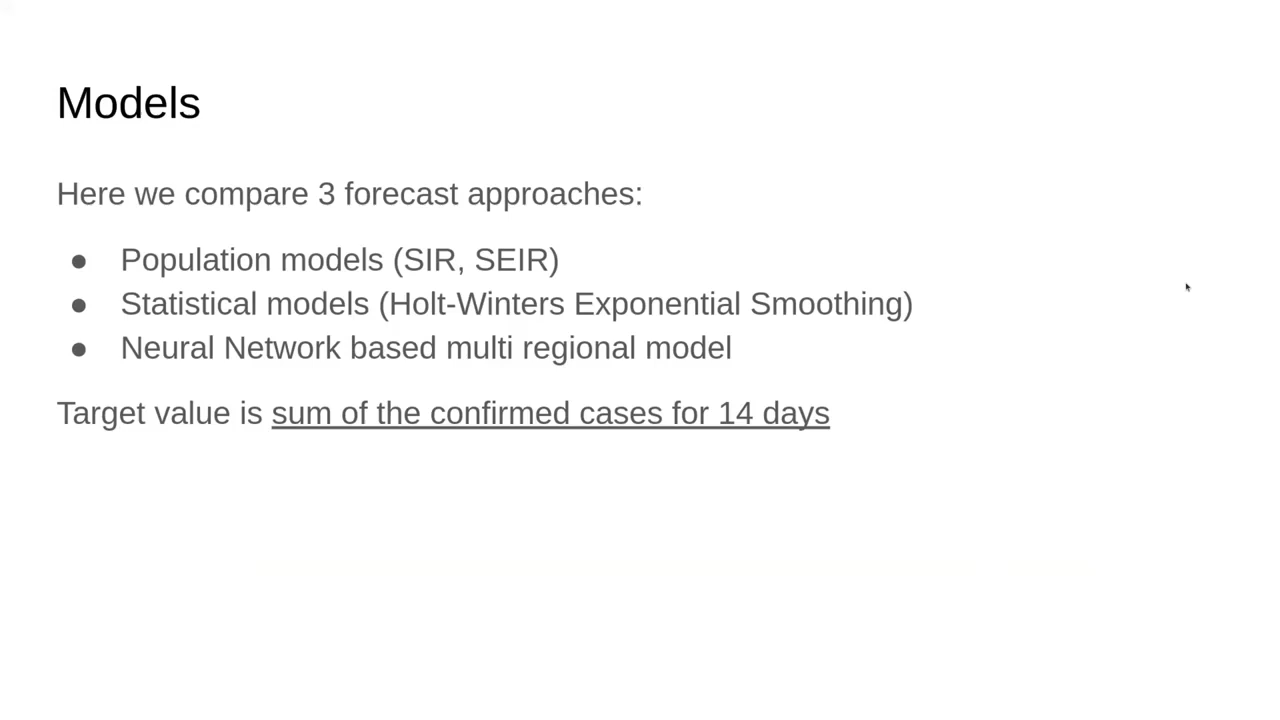 Models
Here we compare 3 forecast approaches:
● Population models (SIR, SEIR)
● Statistical models (Holt-Winters Exponential Smoothing)
● Neural Network based multi regional model
Target value is sum of the confirmed cases for 14 days